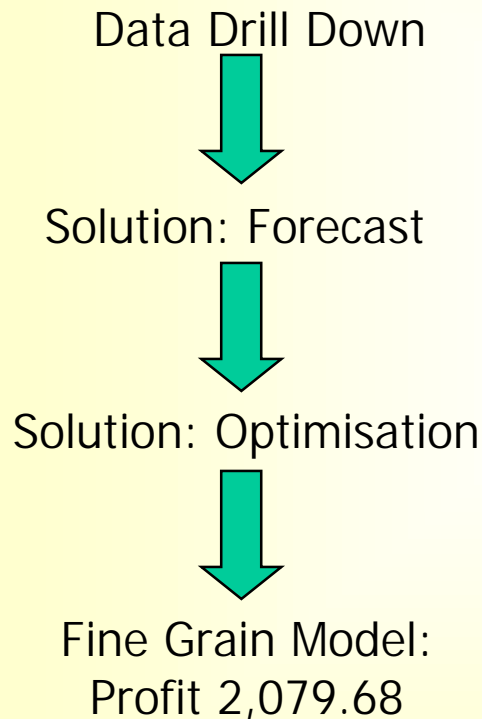 Data Drill Down
Solution: Forecast
Solution: Optimisation
Fine Grain Model:
Profit 2,079.68